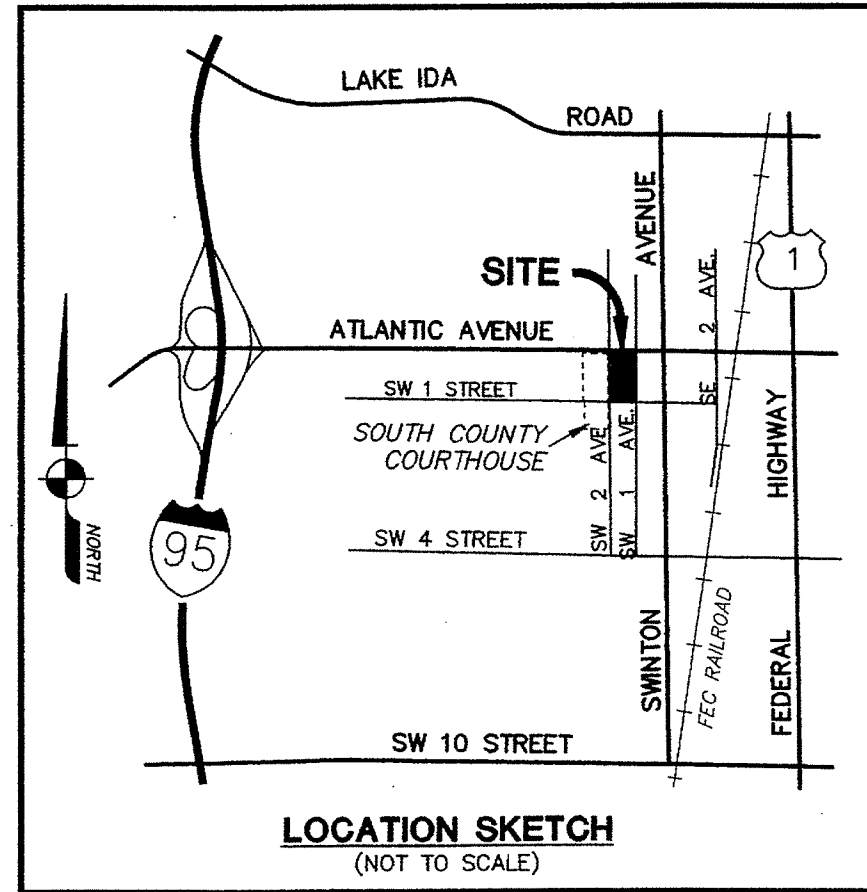 LAKE IDA
ROAD
AVENUE
SITE
SE 2 AVE.
1
ATLANTIC AVENUE
SW 1 STREET
SOUTH COUNTY
COURTHOUSE
SW 2 AVE.
SW 1 AVE.
HIGHWAY
NORTH
95
SW 4 STREET
SWINTON
FEC RAILROAD
FEDERAL
SW 10 STREET
LOCATION SKETCH
(NOT TO SCALE)